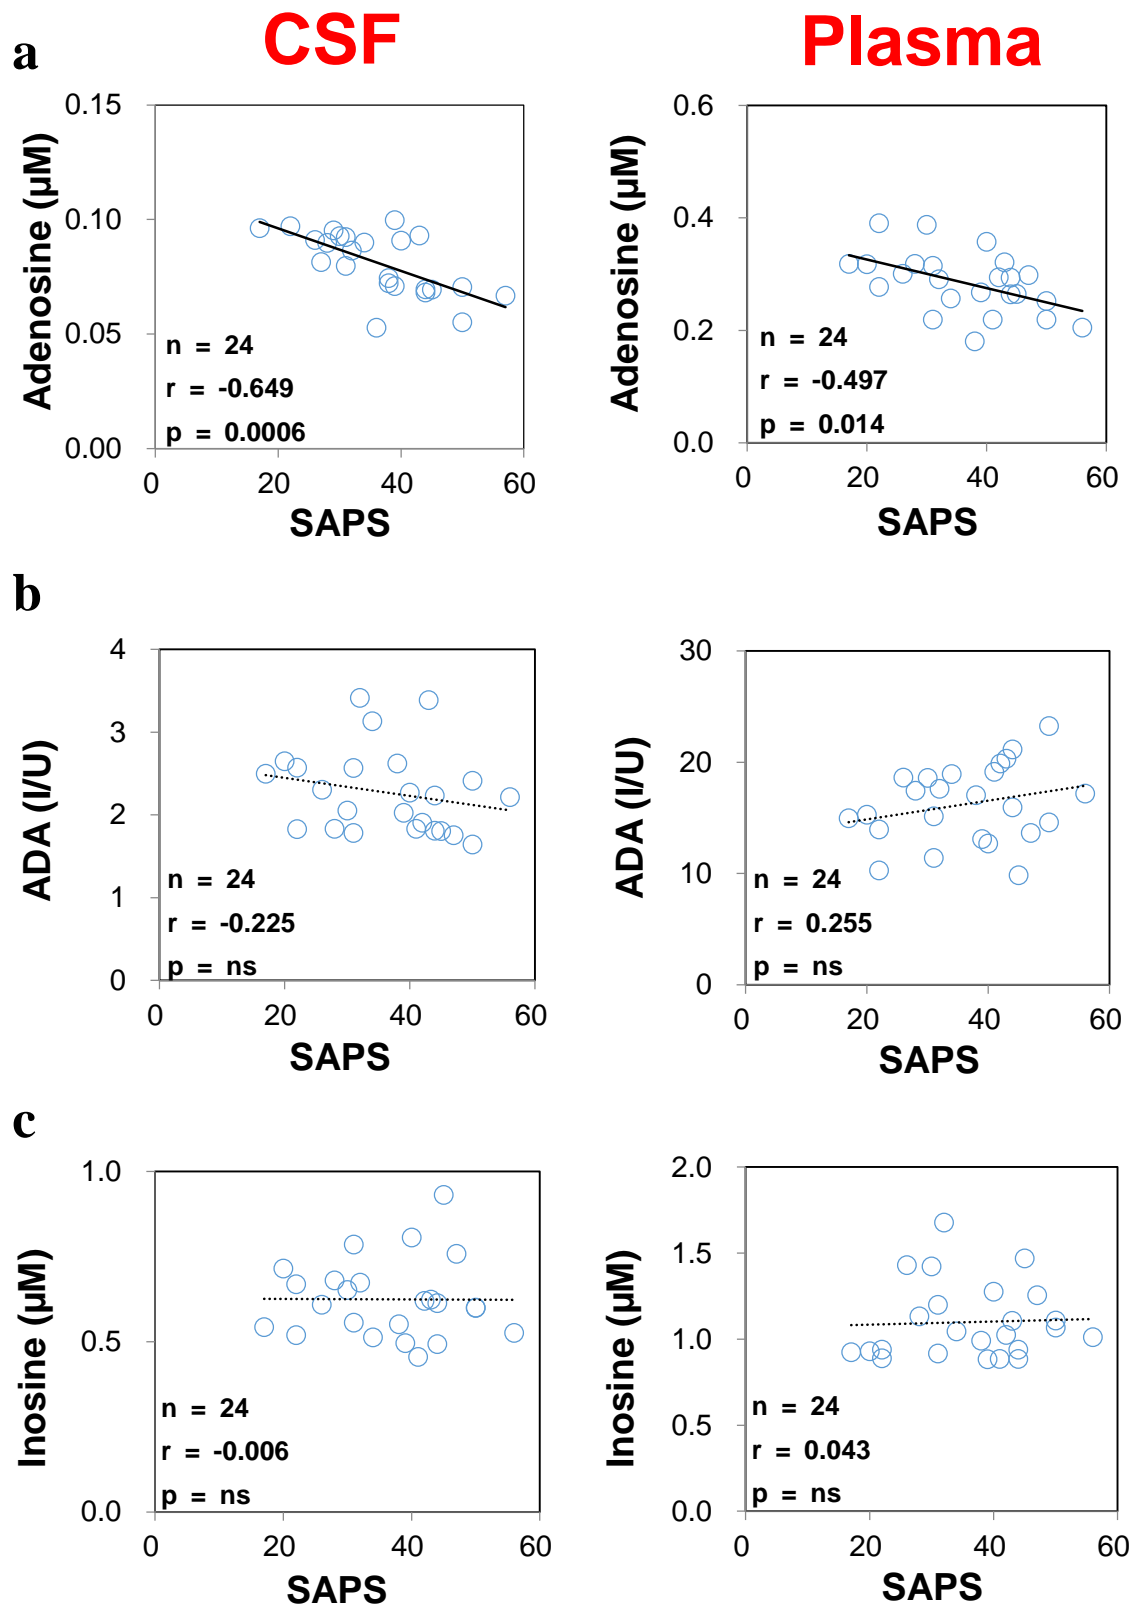 CSF
Plasma
a
0.15
0.10
0.05
0.00
Adenosine (µM)
n = 24
r = -0.649
p = 0.0006
0 20 40 60
SAPS
0.6
0.4
0.2
0.0
Adenosine (µM)
n = 24
r = -0.497
p = 0.014
0 20 40 60
SAPS
b
4
3
2
1
0
ADA (I/U)
n = 24
r = -0.225
p = ns
0 20 40 60
SAPS
30
20
10
0
ADA (I/U)
n = 24
r = 0.255
p = ns
0 20 40 60
SAPS
c
1.0
0.5
0.0
Inosine (µM)
n = 24
r = -0.006
p = ns
0 20 40 60
SAPS
2.0
1.5
1.0
0.5
0.0
Inosine (µM)
n = 24
r = 0.043
p = ns
0 20 40 60
SAPS